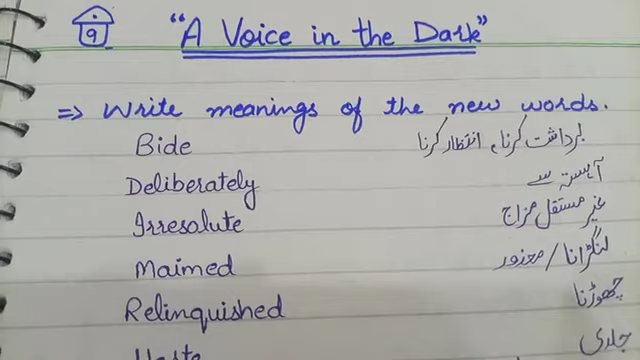 9 "A Voice in the Dark"
=> Write meanings of the new words.
Bide برداشت کرنا، انتظار کرنا
Deliberately آہستہ سے
Irresolute غیر مستقل مزاج
Maimed لنگڑانا/معذور
Relinquished چھوڑنا
Haste جلدی